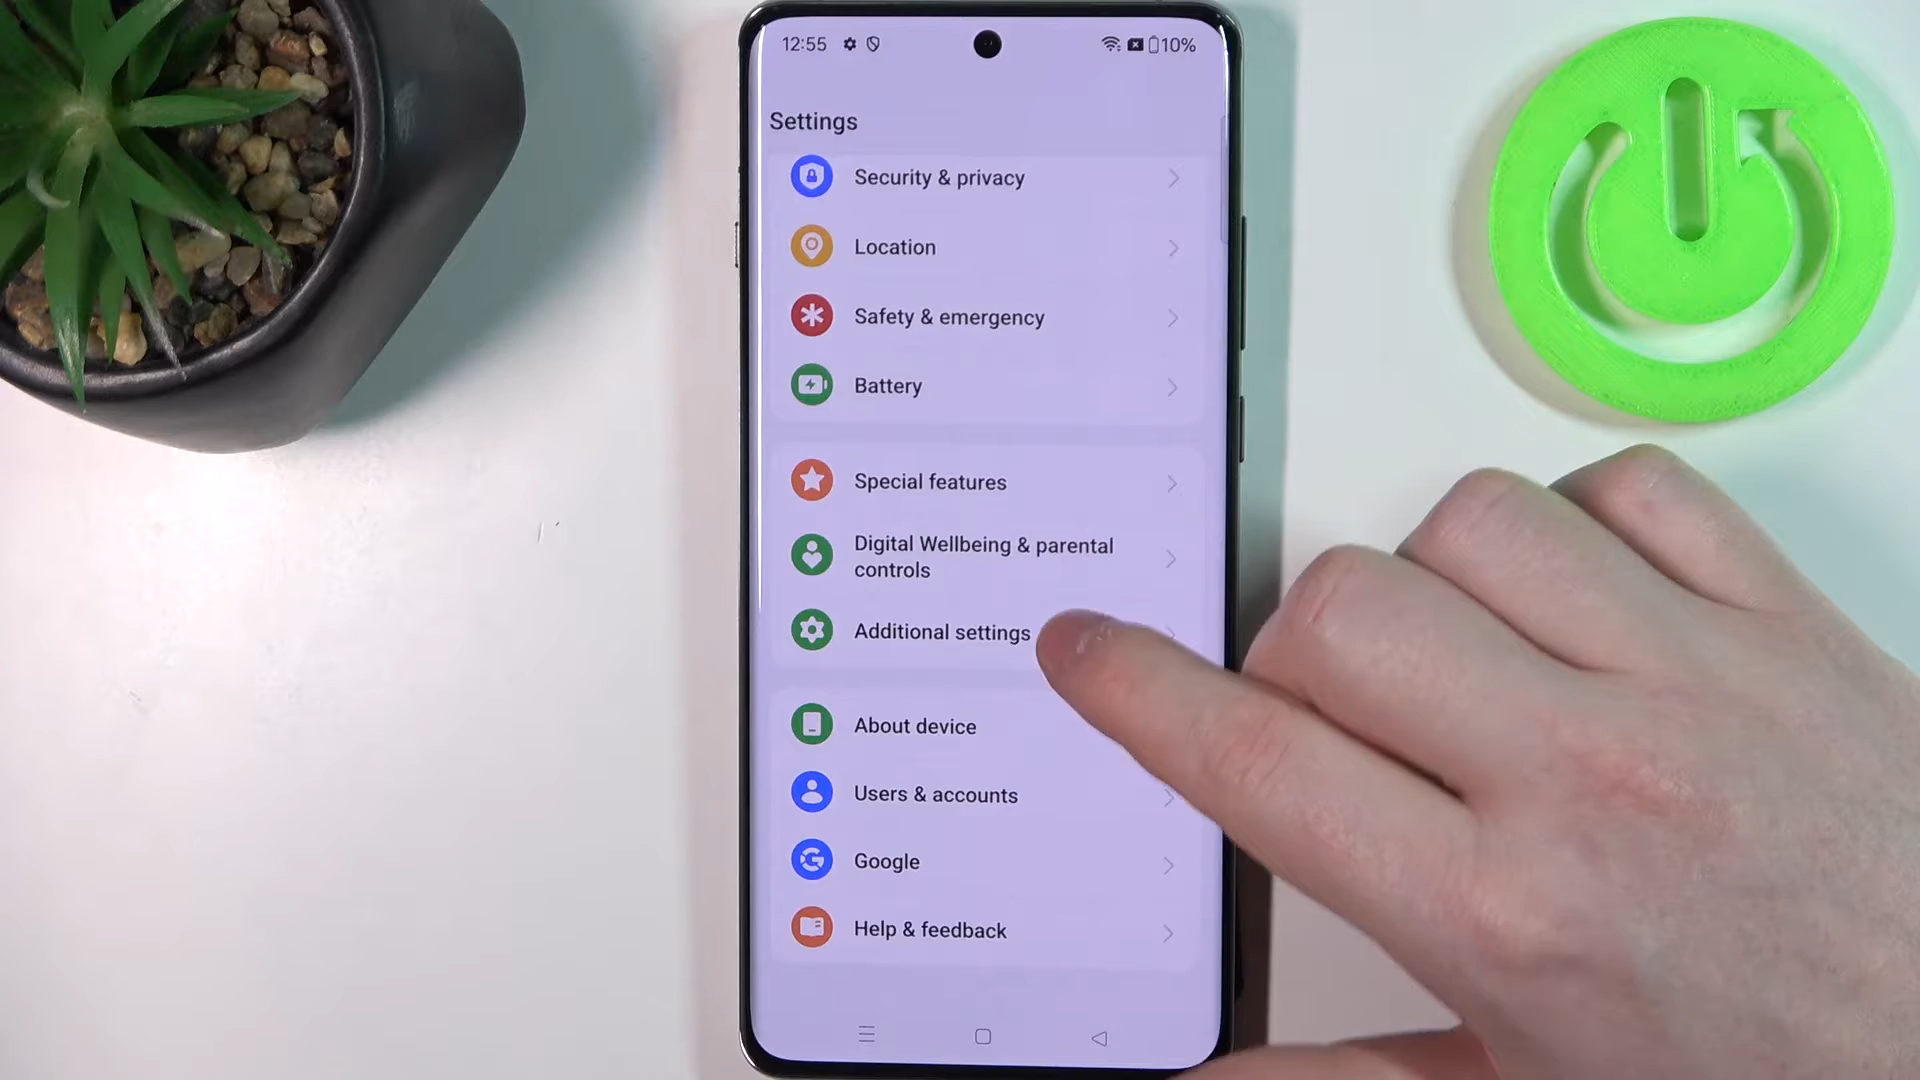 12:55
10%
Settings
Security & privacy
Location
Safety & emergency
Battery
Special features
Digital Wellbeing & parental
controls
Additional settings
About device
Users & accounts
Google
Help & feedback